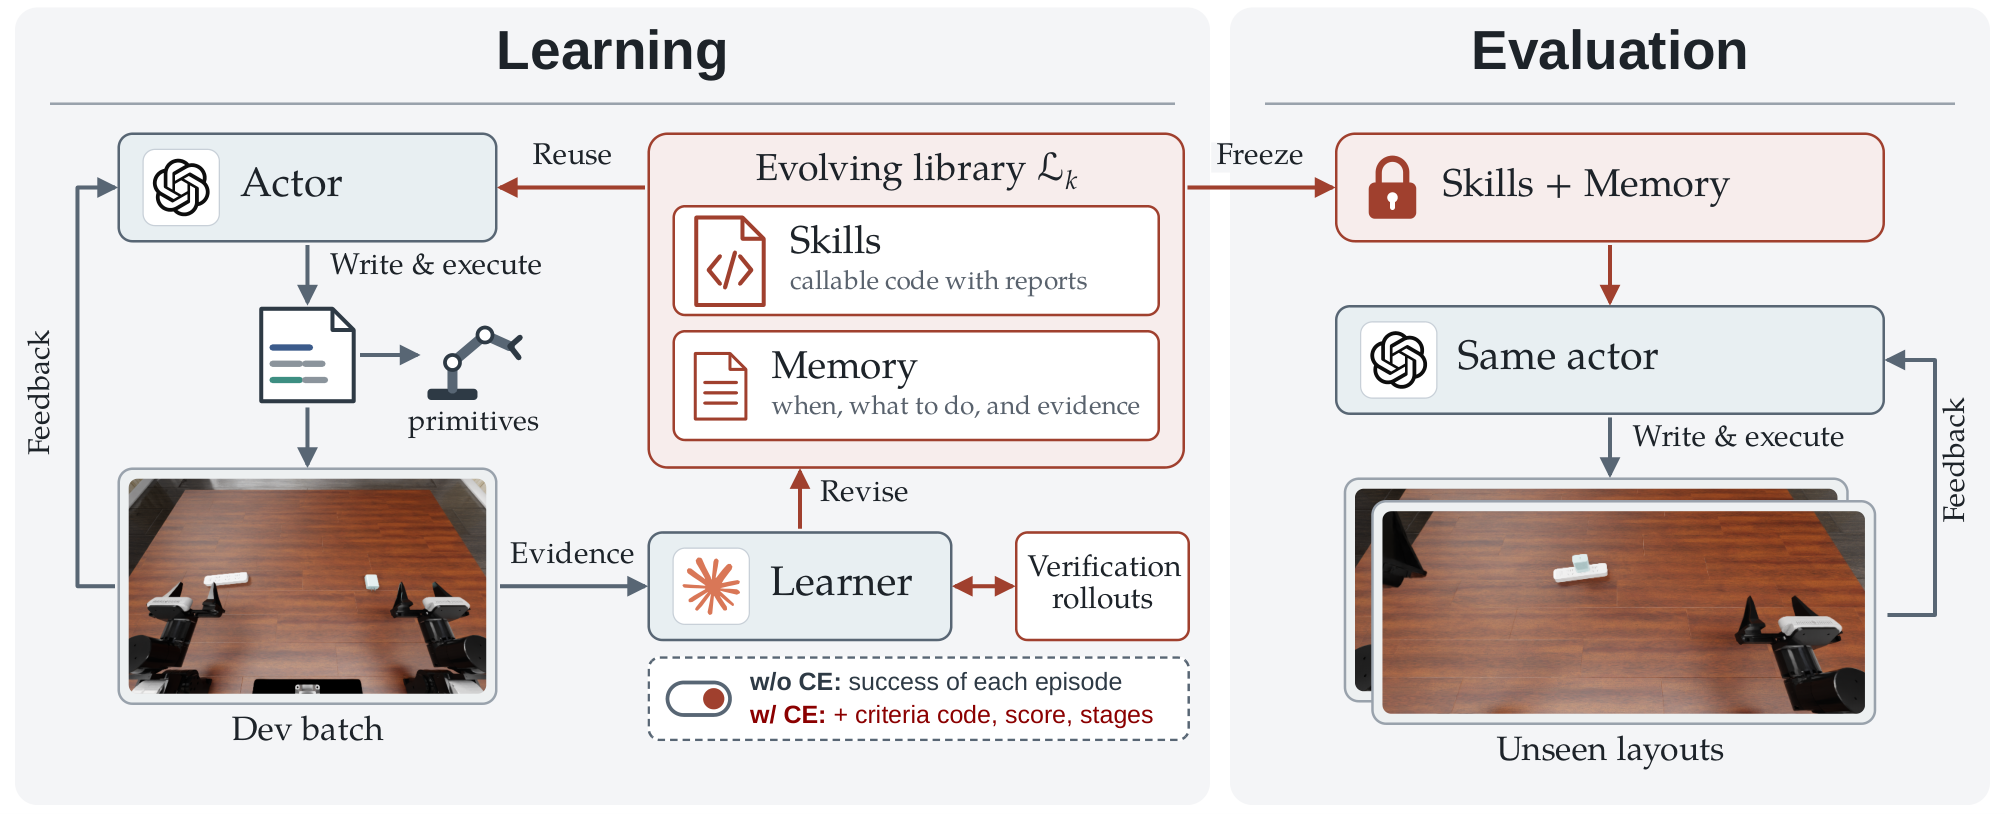 Learning
Reuse
Actor
Write & execute
Feedback
primitives
Dev batch
Evidence
Evolving library ℒₖ
Skills
callable code with reports
Memory
when, what to do, and evidence
Revise
Learner
Verification
rollouts
w/o CE: success of each episode
w/ CE: + criteria code, score, stages
Freeze
Evaluation
Skills + Memory
Same actor
Write & execute
Feedback
Unseen layouts